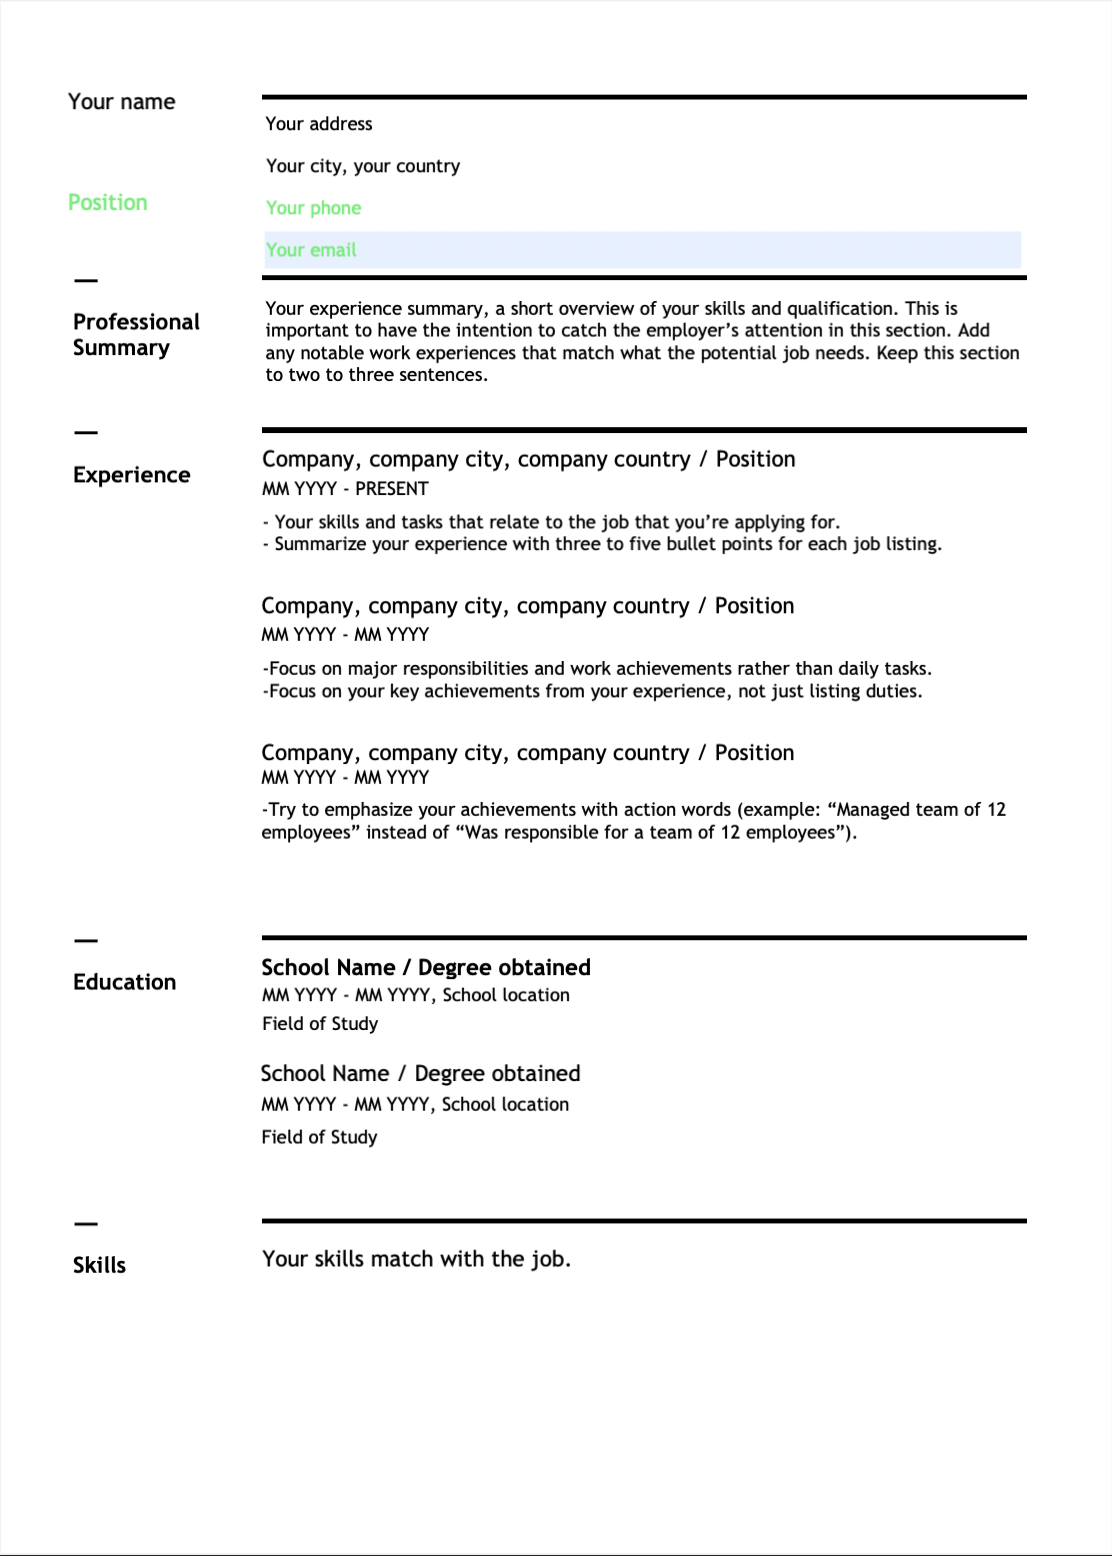 Your name
Your address
Your city, your country
Position
Your phone
Your email
—
Professional
Summary
Your experience summary, a short overview of your skills and qualification. This is
important to have the intention to catch the employer’s attention in this section. Add
any notable work experiences that match what the potential job needs. Keep this section
to two to three sentences.
—
Experience
Company, company city, company country / Position
MM YYYY - PRESENT
- Your skills and tasks that relate to the job that you’re applying for.
- Summarize your experience with three to five bullet points for each job listing.
Company, company city, company country / Position
MM YYYY - MM YYYY
-Focus on major responsibilities and work achievements rather than daily tasks.
-Focus on your key achievements from your experience, not just listing duties.
Company, company city, company country / Position
MM YYYY - MM YYYY
-Try to emphasize your achievements with action words (example: “Managed team of 12
employees” instead of “Was responsible for a team of 12 employees”).
—
Education
School Name / Degree obtained
MM YYYY - MM YYYY, School location
Field of Study
School Name / Degree obtained
MM YYYY - MM YYYY, School location
Field of Study
—
Skills
Your skills match with the job.